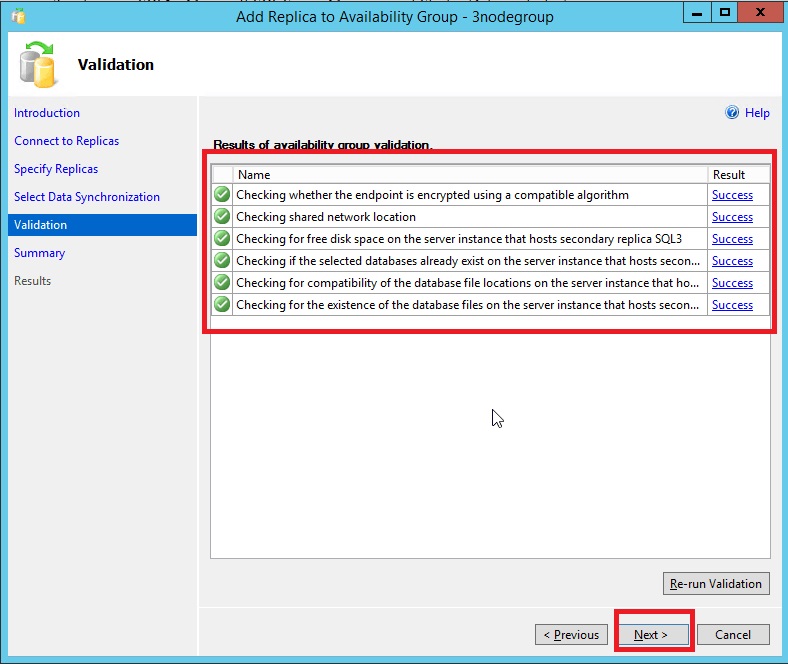 Add Replica to Availability Group - 3nodegroup
Validation
Introduction
Connect to Replicas
Specify Replicas
Select Data Synchronization
Validation
Summary
Results
Help
Results of availability group validation.
Name Result
Checking whether the endpoint is encrypted using a compatible algorithm Success
Checking shared network location Success
Checking for free disk space on the server instance that hosts secondary replica SQL3 Success
Checking if the selected databases already exist on the server instance that hosts secon... Success
Checking for compatibility of the database file locations on the server instance that ho... Success
Checking for the existence of the database files on the server instance that hosts secon... Success
Re-run Validation
< Previous Next > Cancel